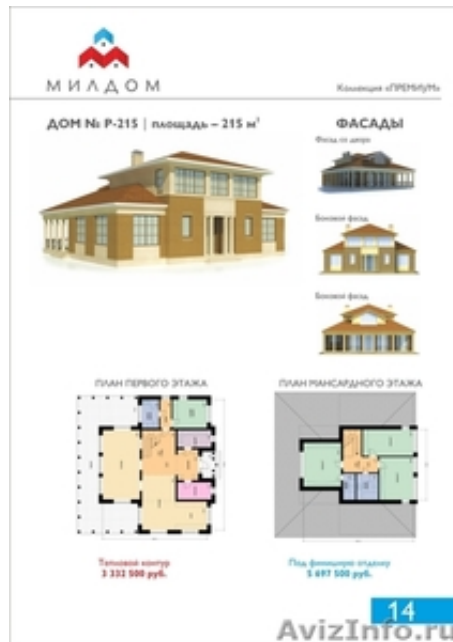 МИЛДОМ
Коллекция «ПРЕМИУМ»
ДОМ № Р-215 | площадь – 215 м²
ФАСАДЫ
Фасад со двора
Боковой фасад
Боковой фасад
ПЛАН ПЕРВОГО ЭТАЖА
ПЛАН МАНСАРДНОГО ЭТАЖА
Тепловой контур
3 332 500 руб.
Под финишную отделку
5 697 500 руб.
14
AvizInfo.ru